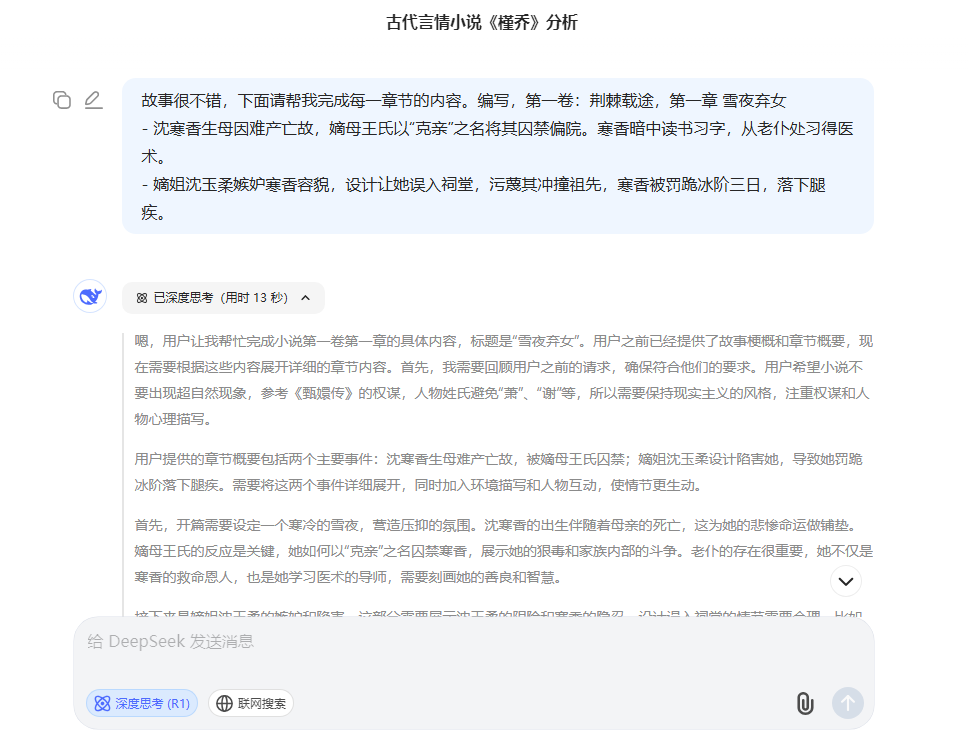 古代言情小说《槿乔》分析
故事很不错，下面请帮我完成每一章节的内容。编写，第一卷：荆棘载途，第一章 雪夜弃女
- 沈寒香生母因难产亡故，嫡母王氏以“克亲”之名将其囚禁偏院。寒香暗中读书习字，从老仆处习得医
术。
- 嫡姐沈玉柔嫉妒寒香容貌，设计让她误入祠堂，污蔑其冲撞祖先，寒香被罚跪冰阶三日，落下腿
疾。
已深度思考（用时 13 秒）
嗯，用户让我帮忙完成小说第一卷第一章的具体内容，标题是“雪夜弃女”。用户之前已经提供了故事梗概和章节概要，现
在需要根据这些内容展开详细的章节内容。首先，我需要回顾用户之前的请求，确保符合他们的要求。用户希望小说不
要出现超自然现象，参考《甄嬛传》的权谋，人物姓氏避免“萧”、“谢”等，所以需要保持现实主义的风格，注重权谋和人
物心理描写。
用户提供的章节概要包括两个主要事件：沈寒香生母难产亡故，被嫡母王氏囚禁；嫡姐沈玉柔设计陷害她，导致她罚跪
冰阶落下腿疾。需要将这两个事件详细展开，同时加入环境描写和人物互动，使情节更生动。
首先，开篇需要设定一个寒冷的雪夜，营造压抑的氛围。沈寒香的出生伴随着母亲的死亡，这为她的悲惨命运做铺垫。
嫡母王氏的反应是关键，她如何以“克亲”之名囚禁寒香，展示她的狠毒和家族内部的斗争。老仆的存在很重要，她不仅是
寒香的救命恩人，也是她学习医术的导师，需要刻画她的善良和智慧。
给 DeepSeek 发送消息
深度思考 (R1)
联网搜索